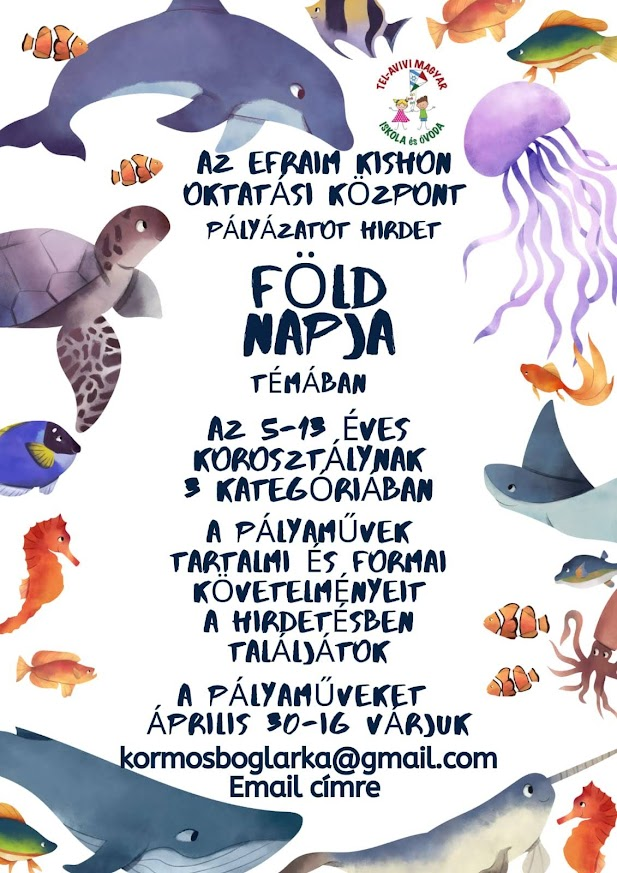 TEL-AVIVI MAGYAR
ISKOLA és ÓVODA
AZ EFRAIM KISHON
OKTATÁSI KÖZPONT
PÁLYÁZATOT HIRDET
FÖLD
NAPJA
TÉMÁBAN
AZ 5-13 ÉVES
KOROSZTÁLYNAK
3 KATEGÓRIÁBAN
A PÁLYAMŰVEK
TARTALMI ÉS FORMAI
KÖVETELMÉNYEIT
A HIRDETÉSBEN
TALÁLJÁTOK
A PÁLYAMŰVEKET
ÁPRILIS 30-IG VÁRJUK
kormosboglarka@gmail.com
Email címre